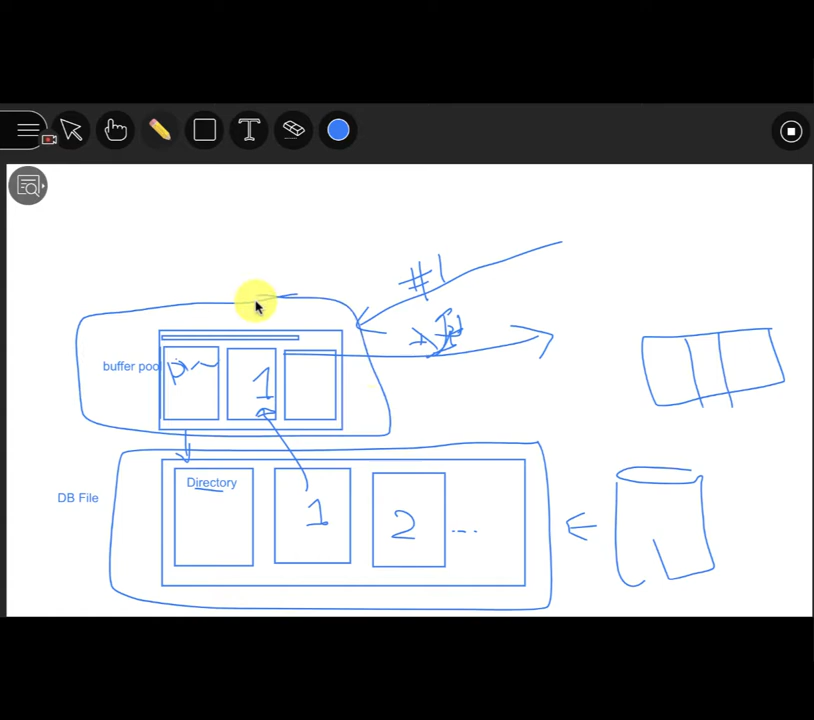 #1
buffer poo
1
Directory
DB File
1
2 ...